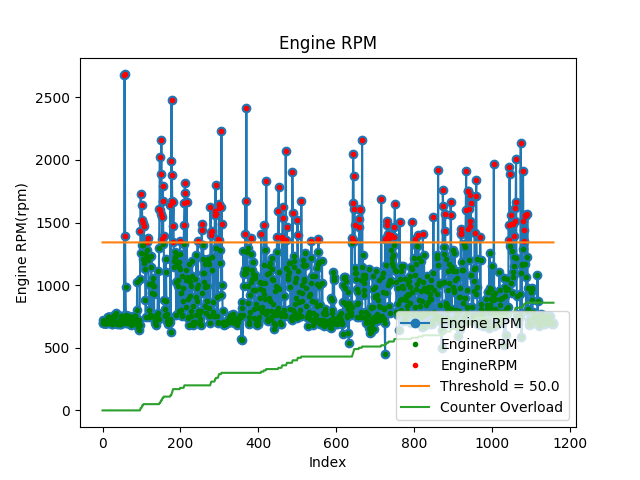 Engine RPM
Engine RPM(rpm)
2500
2000
1500
1000
500
0
0 200 400 600 800 1000 1200
Index
Engine RPM
EngineRPM
EngineRPM
Threshold = 50.0
Counter Overload